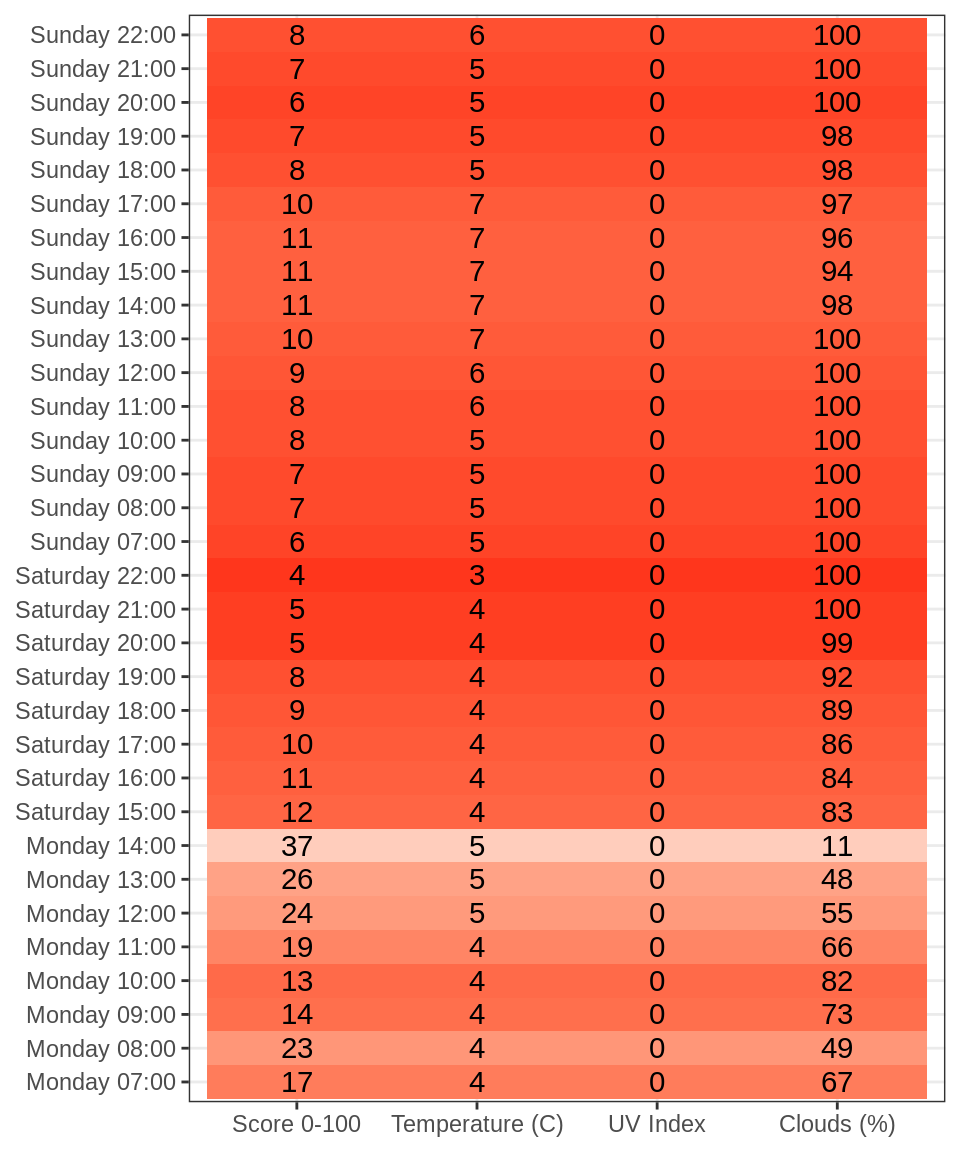 Sunday 22:00 8 6 0 100
Sunday 21:00 7 5 0 100
Sunday 20:00 6 5 0 100
Sunday 19:00 7 5 0 98
Sunday 18:00 8 5 0 98
Sunday 17:00 10 7 0 97
Sunday 16:00 11 7 0 96
Sunday 15:00 11 7 0 94
Sunday 14:00 11 7 0 98
Sunday 13:00 10 7 0 100
Sunday 12:00 9 6 0 100
Sunday 11:00 8 6 0 100
Sunday 10:00 8 5 0 100
Sunday 09:00 7 5 0 100
Sunday 08:00 7 5 0 100
Sunday 07:00 6 5 0 100
Saturday 22:00 4 3 0 100
Saturday 21:00 5 4 0 100
Saturday 20:00 5 4 0 99
Saturday 19:00 8 4 0 92
Saturday 18:00 9 4 0 89
Saturday 17:00 10 4 0 86
Saturday 16:00 11 4 0 84
Saturday 15:00 12 4 0 83
Monday 14:00 37 5 0 11
Monday 13:00 26 5 0 48
Monday 12:00 24 5 0 55
Monday 11:00 19 4 0 66
Monday 10:00 13 4 0 82
Monday 09:00 14 4 0 73
Monday 08:00 23 4 0 49
Monday 07:00 17 4 0 67
Score 0-100 Temperature (C) UV Index Clouds (%)